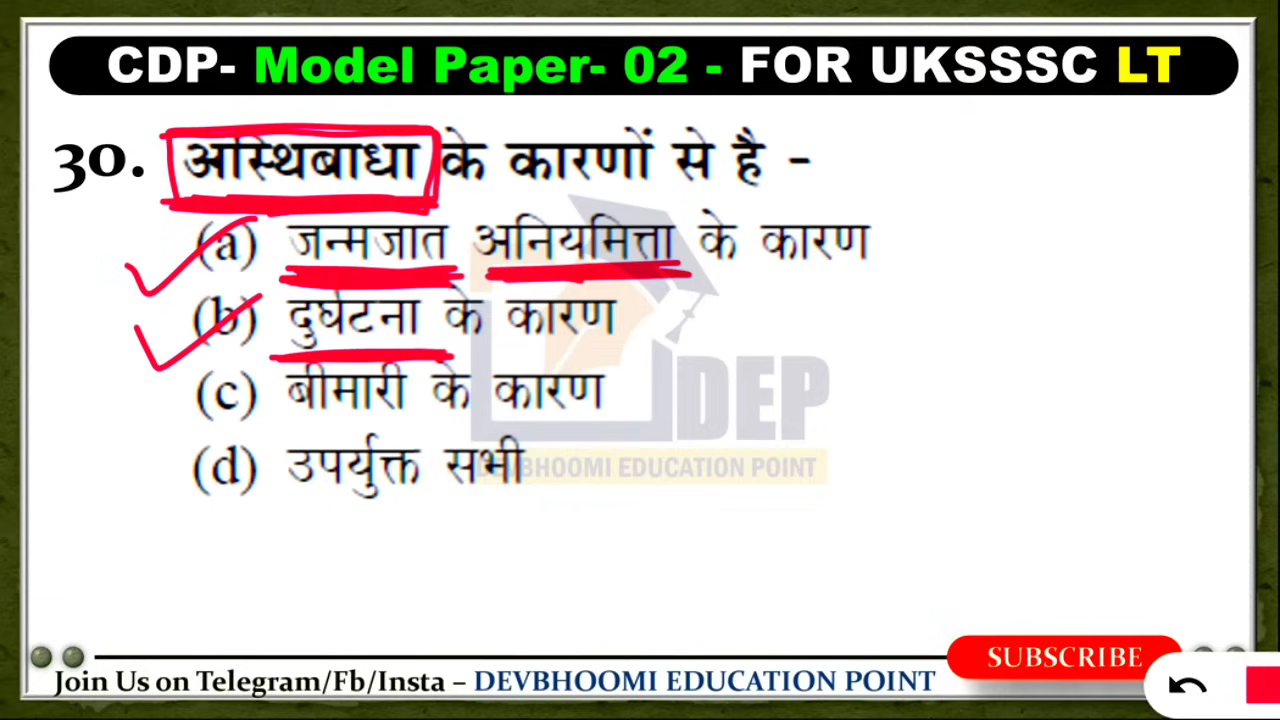 CDP- Model Paper- 02 - FOR UKSSSC LT
30. अस्थिबाधा के कारणों से है -
(a) जन्मजात अनियमित्ता के कारण
(b) दुर्घटना के कारण
(c) बीमारी के कारण
(d) उपर्युक्त सभी
DEP
DEVBHOOMI EDUCATION POINT
SUBSCRIBE
Join Us on Telegram/Fb/Insta – DEVBHOOMI EDUCATION POINT